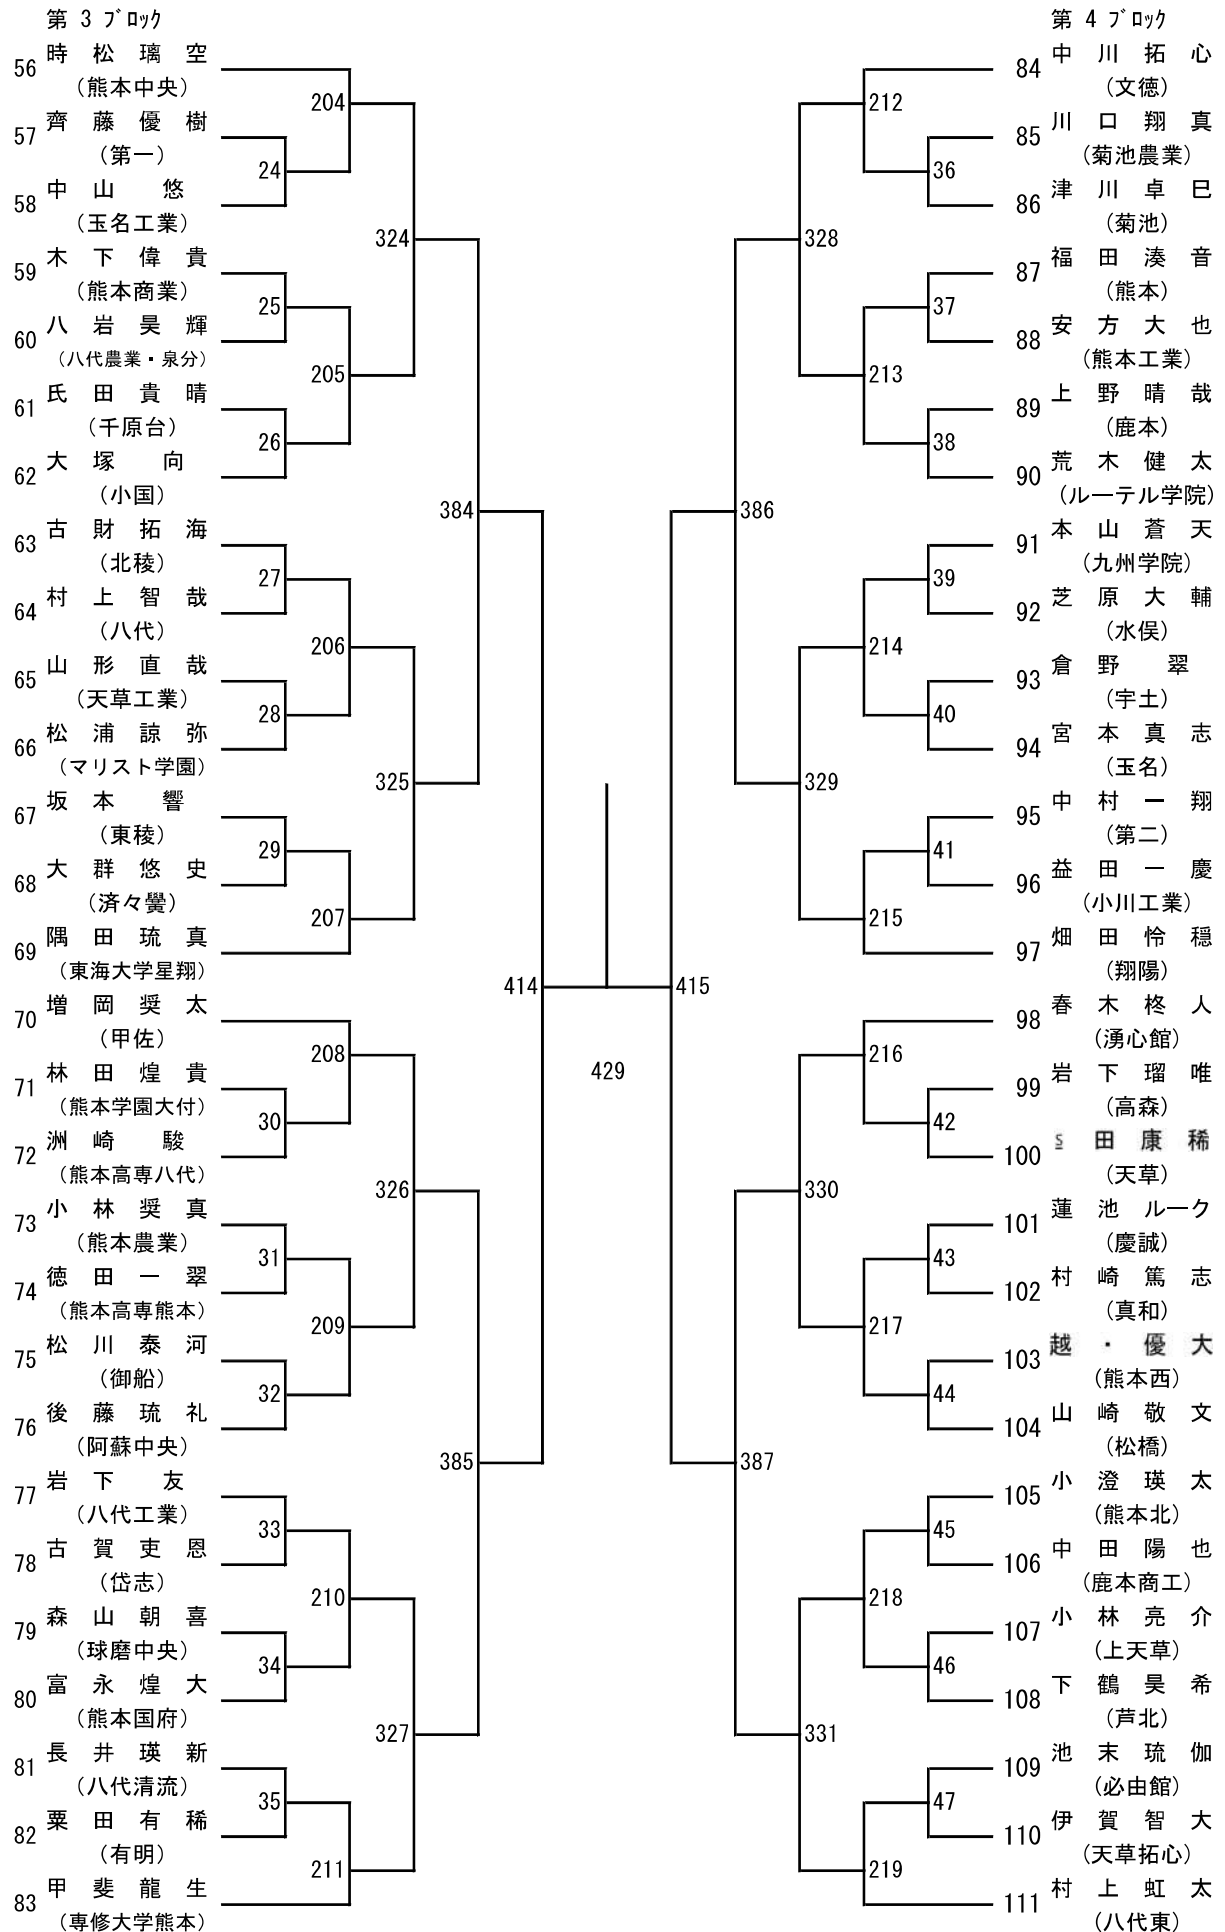 第 3 ブロック
56 時松璃空
(熊本中央)
204
57 齊藤優樹
(第一)
24
58 中山 悠
(玉名工業)
324
59 木下偉貴
(熊本商業)
25
60 八岩昊輝
(八代農業・泉分)
205
61 氏田貴晴
(千原台)
26
62 大塚 向
(小国)
384
63 古財拓海
(北稜)
27
64 村上智哉
(八代)
206
65 山形直哉
(天草工業)
28
66 松浦諒弥
(マリスト学園)
325
67 坂本 響
(東稜)
29
68 大群悠史
(済々黌)
207
69 隅田琉真
(東海大学星翔)
414
70 増岡奨太
(甲佐)
208
71 林田煌貴
(熊本学園大付)
30
72 洲崎 駿
(熊本高専八代)
326
73 小林奨真
(熊本農業)
31
74 徳田一翠
(熊本高専熊本)
209
75 松川泰河
(御船)
32
76 後藤琉礼
(阿蘇中央)
385
77 岩下 友
(八代工業)
33
78 古賀吏恩
(岱志)
210
79 森山朝喜
(球磨中央)
34
80 富永煌大
(熊本国府)
327
81 長井瑛新
(八代清流)
35
82 粟田有稀
(有明)
211
83 甲斐龍生
(専修大学熊本)
429
第 4 ブロック
84 中川拓心
(文徳)
212
85 川口翔真
(菊池農業)
36
86 津川卓巳
(菊池)
328
87 福田湊音
(熊本)
37
88 安方大也
(熊本工業)
213
89 上野晴哉
(鹿本)
38
90 荒木健太
(ルーテル学院)
386
91 本山蒼天
(九州学院)
39
92 芝原大輔
(水俣)
214
93 倉野 翠
(宇土)
40
94 宮本真志
(玉名)
329
95 中村一翔
(第二)
41
96 益田一慶
(小川工業)
215
97 畑田怜穏
(翔陽)
415
98 春木柊人
(湧心館)
216
99 岩下瑠唯
(高森)
42
100 田康稀
(天草)
330
101 蓮池ルーク
(慶誠)
43
102 村崎篤志
(真和)
217
103 越・優大
(熊本西)
44
104 山崎敬文
(松橋)
387
105 小澄瑛太
(熊本北)
45
106 中田陽也
(鹿本商工)
218
107 小林亮介
(上天草)
46
108 下鶴昊希
(芦北)
331
109 池末琉伽
(必由館)
47
110 伊賀智大
(天草拓心)
219
111 村上虹太
(八代東)